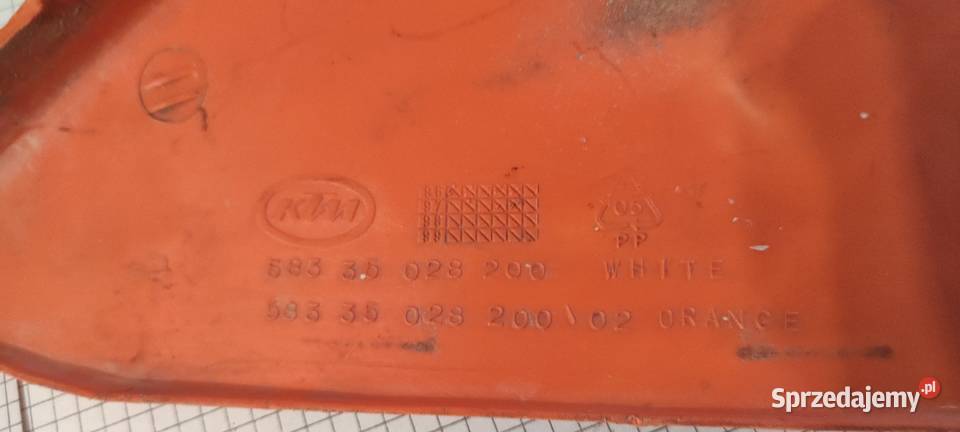 KTM
96
97
98
99
05
PP
583 35 028 200 WHITE
583 35 028 200\02 ORANGE
Sprzedajemy.pl